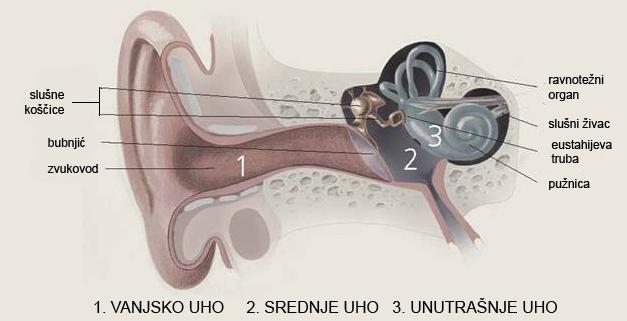 slušne
koščice
bubnjić
zvukovod
ravnotežni
organ
slušni živac
eustahijeva
truba
pužnica
1
2
3
1. VANJSKO UHO 2. SREDNJE UHO 3. UNUTRAŠNJE UHO